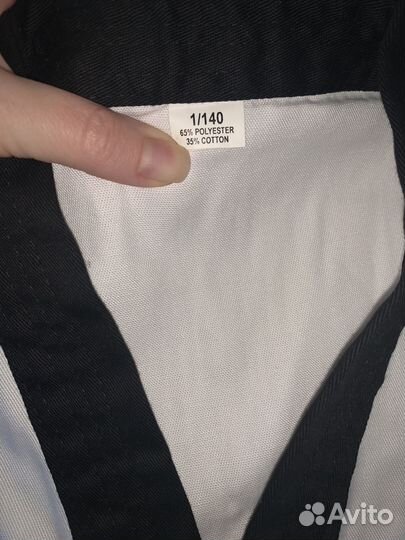 1/140
65% POLYESTER
35% COTTON
Avito